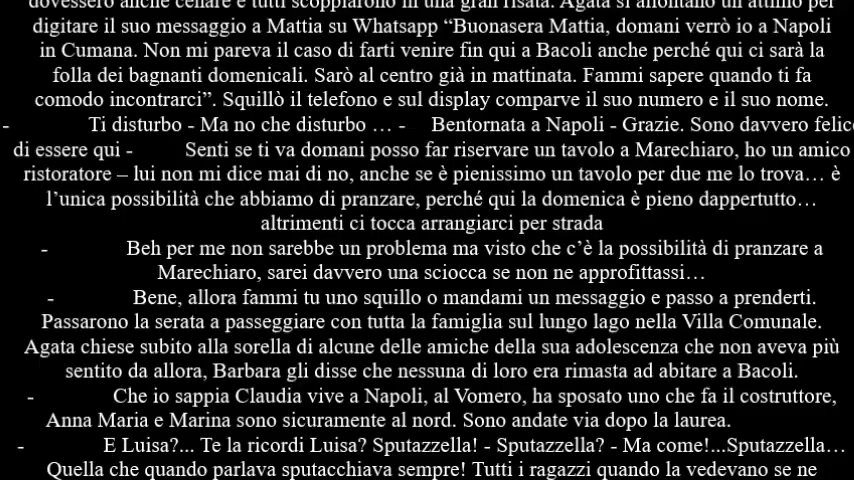 dovessero anche cenare e tutti scoppiarono in una gran risata. Agata si allontanò un attimo per
digitare il suo messaggio a Mattia su Whatsapp “Buonasera Mattia, domani verrò io a Napoli
in Cumana. Non mi pareva il caso di farti venire fin qui a Bacoli anche perché qui ci sarà la
folla dei bagnanti domenicali. Sarò al centro già in mattinata. Fammi sapere quando ti fa
comodo incontrarci”. Squillò il telefono e sul display comparve il suo numero e il suo nome.
- Ti disturbo - Ma no che disturbo … - Bentornata a Napoli - Grazie. Sono davvero felice
di essere qui - Senti se ti va domani posso far riservare un tavolo a Marechiaro, ho un amico
ristoratore – lui non mi dice mai di no, anche se è pienissimo un tavolo per due me lo trova… è
l’unica possibilità che abbiamo di pranzare, perché qui la domenica è pieno dappertutto…
altrimenti ci tocca arrangiarci per strada
- Beh per me non sarebbe un problema ma visto che c’è la possibilità di pranzare a
Marechiaro, sarei davvero una sciocca se non ne approfittassi…
- Bene, allora fammi tu uno squillo o mandami un messaggio e passo a prenderti.
Passarono la serata a passeggiare con tutta la famiglia sul lungo lago nella Villa Comunale.
Agata chiese subito alla sorella di alcune delle amiche della sua adolescenza che non aveva più
sentito da allora, Barbara gli disse che nessuna di loro era rimasta ad abitare a Bacoli.
- Che io sappia Claudia vive a Napoli, al Vomero, ha sposato uno che fa il costruttore,
Anna Maria e Marina sono sicuramente al nord. Sono andate via dopo la laurea.
- E Luisa?... Te la ricordi Luisa? Sputazzella! - Sputazzella? - Ma come!...Sputazzella…
Quella che quando parlava sputacchiava sempre! Tutti i ragazzi quando la vedevano se ne